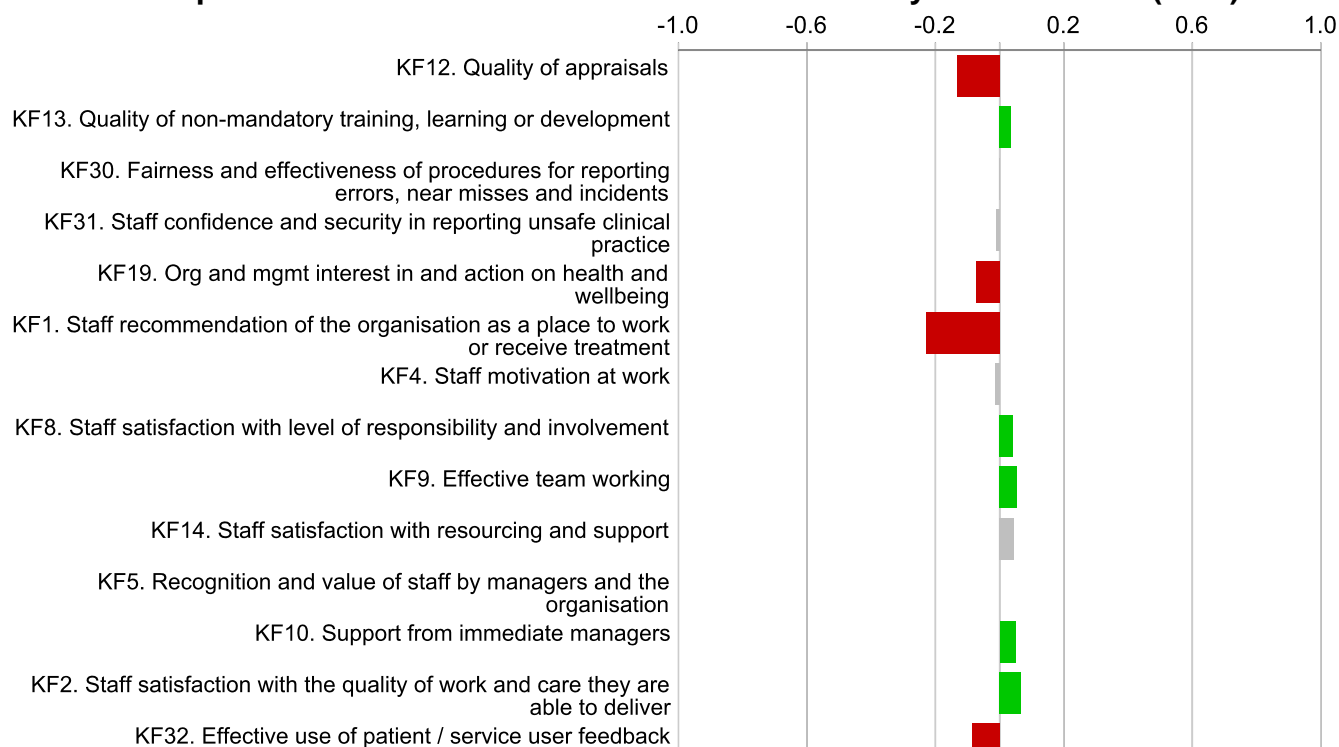 -1.0 -0.6 -0.2 0.2 0.6 1.0
KF12. Quality of appraisals
KF13. Quality of non-mandatory training, learning or development
KF30. Fairness and effectiveness of procedures for reporting
errors, near misses and incidents
KF31. Staff confidence and security in reporting unsafe clinical
practice
KF19. Org and mgmt interest in and action on health and
wellbeing
KF1. Staff recommendation of the organisation as a place to work
or receive treatment
KF4. Staff motivation at work
KF8. Staff satisfaction with level of responsibility and involvement
KF9. Effective team working
KF14. Staff satisfaction with resourcing and support
KF5. Recognition and value of staff by managers and the
organisation
KF10. Support from immediate managers
KF2. Staff satisfaction with the quality of work and care they are
able to deliver
KF32. Effective use of patient / service user feedback